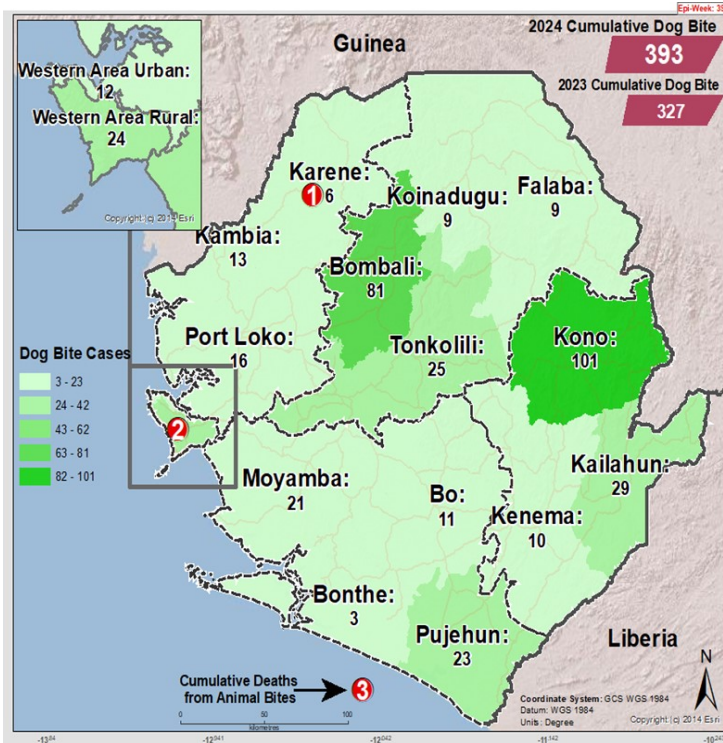 Epi-Week: 39
Guinea
2024 Cumulative Dog Bite
393
2023 Cumulative Dog Bite
327
Western Area Urban:
12
Western Area Rural:
24
Copyright: (c) 2014 Esri
Karene:
1 6
Koinadugu:
9
Falaba:
9
Kambia:
13
Bombali:
81
Port Loko:
16
Tonkolili:
25
Kono:
101
Dog Bite Cases
3 - 23
24 - 42
43 - 62
63 - 81
82 - 101
2
Moyamba:
21
Bo:
11
Kenema:
10
Kailahun:
29
Bonthe:
3
Pujehun:
23
Liberia
N
Cumulative Deaths
from Animal Bites
3
0 50 100
kilometres
Coordinate System: GCS WGS 1984
Datum: WGS 1984
Units: Degree
Copyright:(c) 2014 Esri